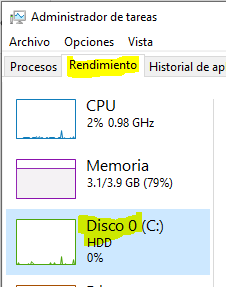 Administrador de tareas
Archivo Opciones Vista
Procesos Rendimiento Historial de ap
CPU
2% 0.98 GHz
Memoria
3.1/3.9 GB (79%)
Disco 0 (C:)
HDD
0%